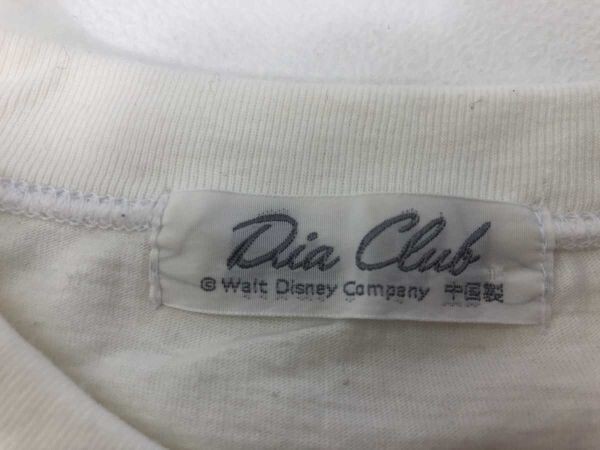 Dia Club
© Walt Disney Company 中国製